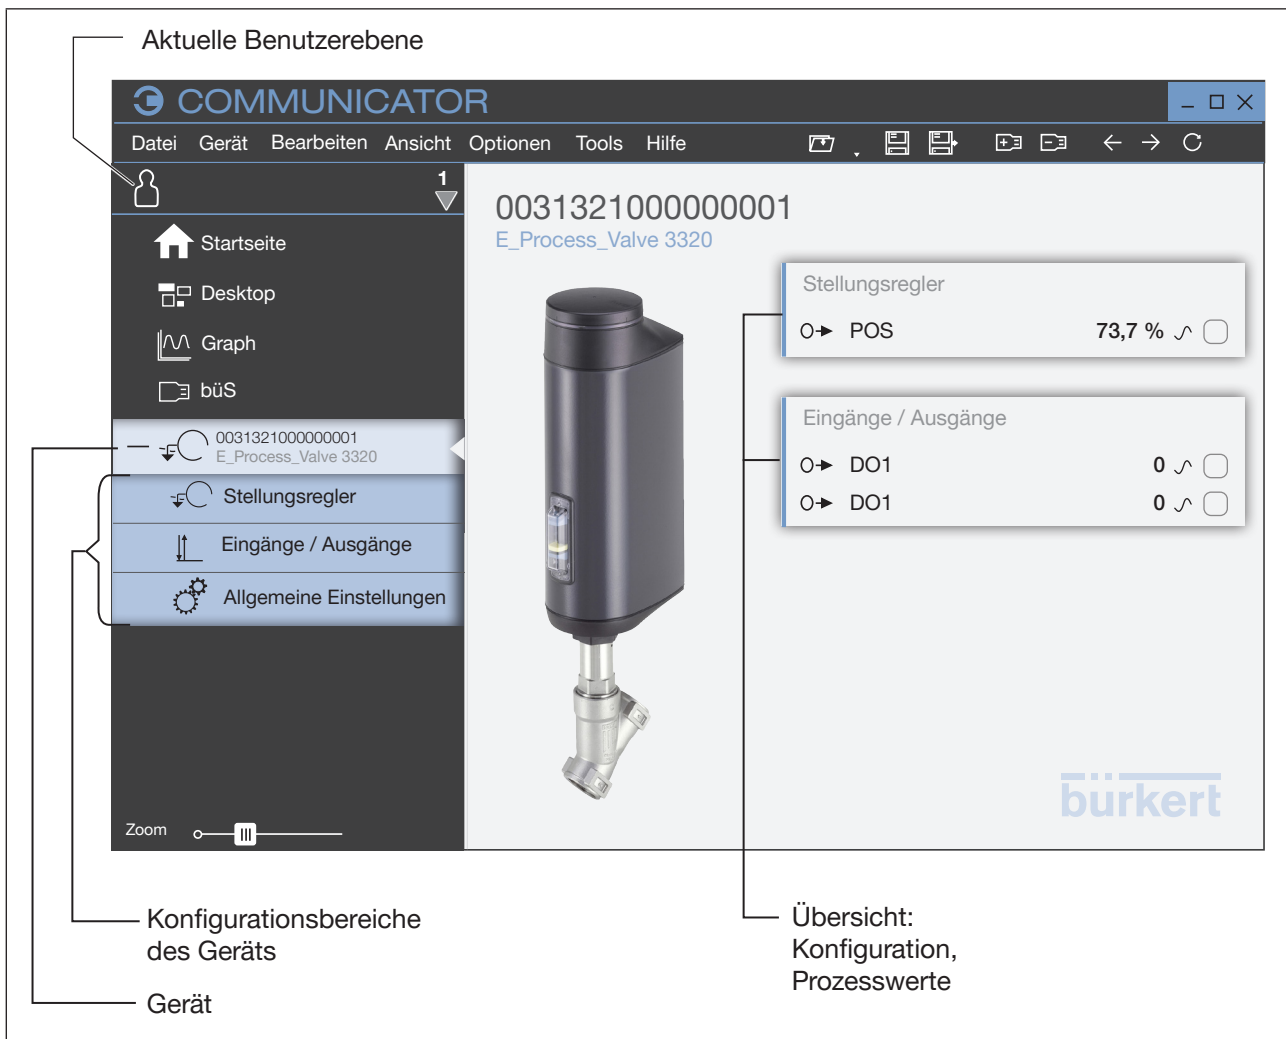 Aktuelle Benutzerebene
COMMUNICATOR
Datei Gerät Bearbeiten Ansicht Optionen Tools Hilfe
1
Startseite
Desktop
Graph
büS
0031321000000001
E_Process_Valve 3320
Stellungsregler
Eingänge / Ausgänge
Allgemeine Einstellungen
Zoom
0031321000000001
E_Process_Valve 3320
Stellungsregler
POS 73,7 %
Eingänge / Ausgänge
DO1 0
DO1 0
bürkert
Konfigurationsbereiche
des Geräts
Gerät
Übersicht:
Konfiguration,
Prozesswerte